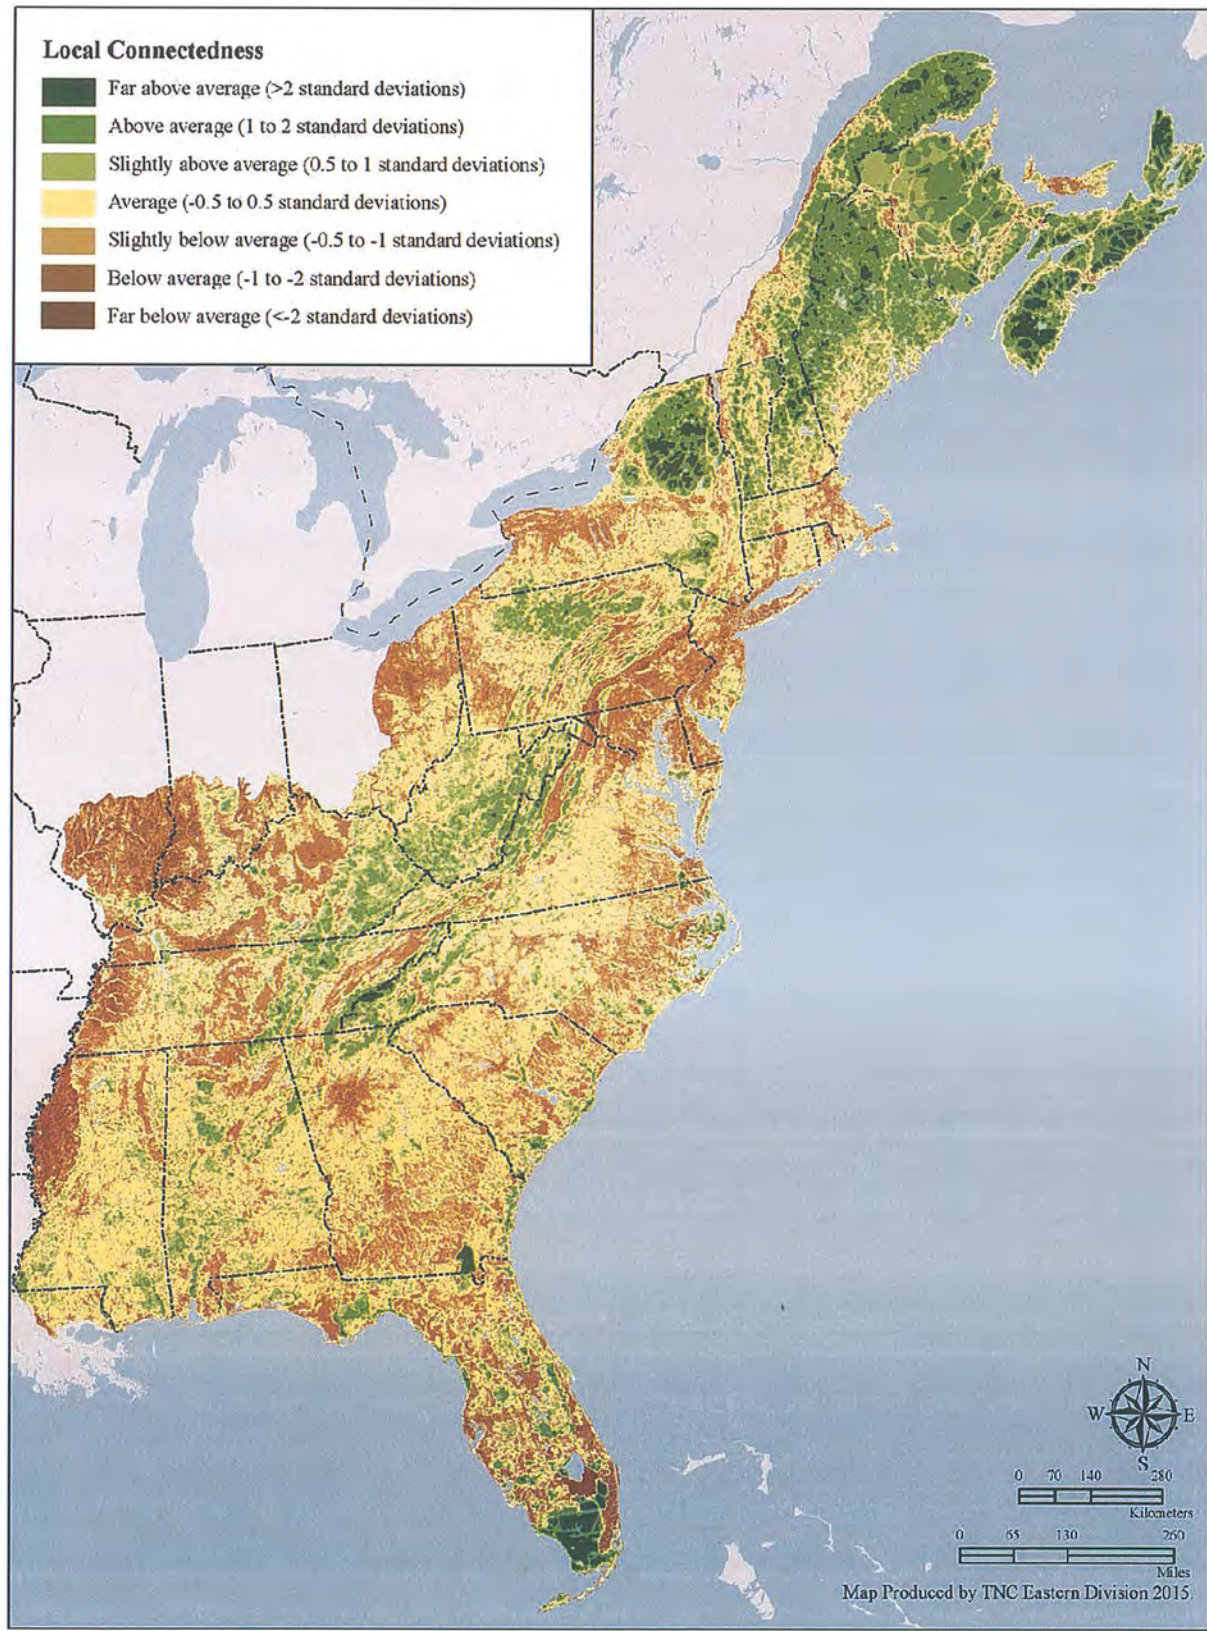 Local Connectedness
Far above average (>2 standard deviations)
Above average (1 to 2 standard deviations)
Slightly above average (0.5 to 1 standard deviations)
Average (-0.5 to 0.5 standard deviations)
Slightly below average (-0.5 to -1 standard deviations)
Below average (-1 to -2 standard deviations)
Far below average (<-2 standard deviations)
N
W E
S
0 70 140 280
Kilometers
0 65 130 260
Miles
Map Produced by TNC Eastern Division 2015.